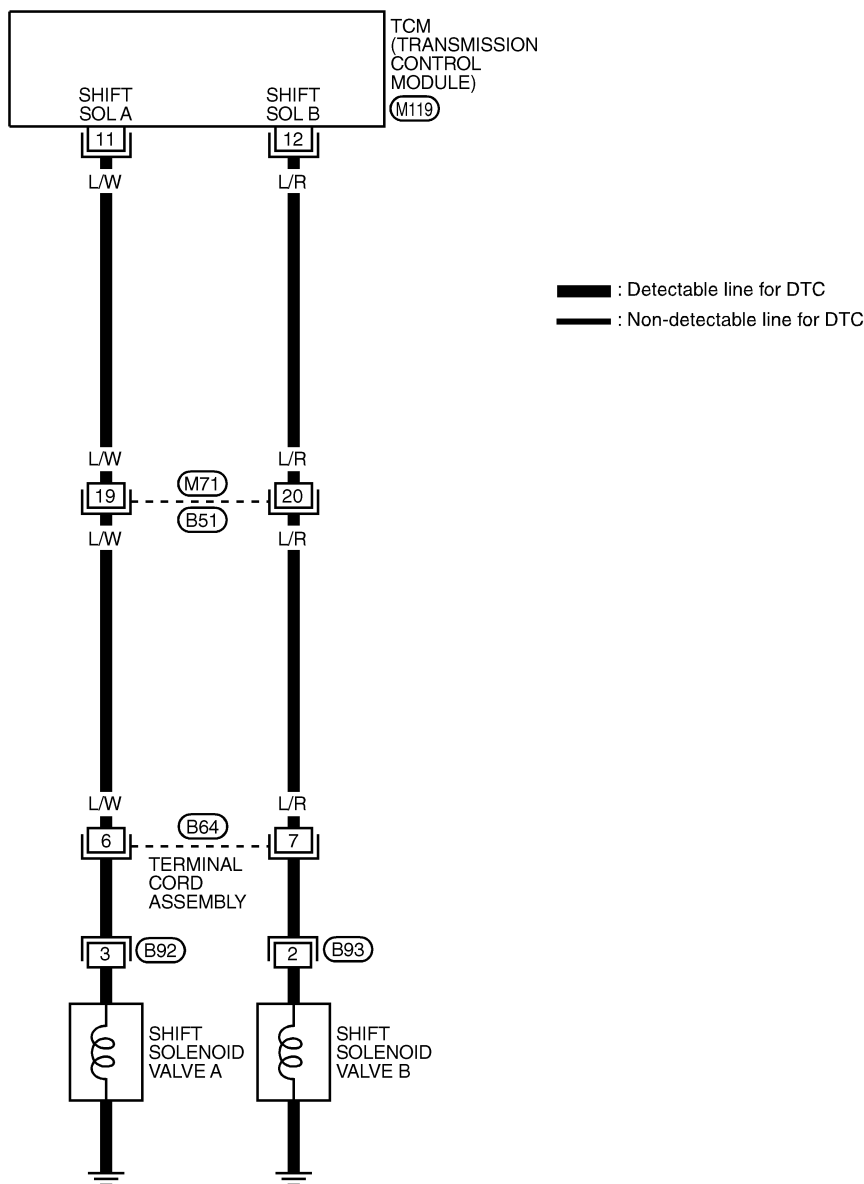 TCM
(TRANSMISSION
CONTROL
MODULE)
M119
SHIFT
SOL A
SHIFT
SOL B
11
12
L/W
L/R
: Detectable line for DTC
: Non-detectable line for DTC
L/W
L/R
M71
19
20
B51
L/W
L/R
L/W
L/R
B64
6
7
TERMINAL
CORD
ASSEMBLY
3
B92
2
B93
SHIFT
SOLENOID
VALVE A
SHIFT
SOLENOID
VALVE B